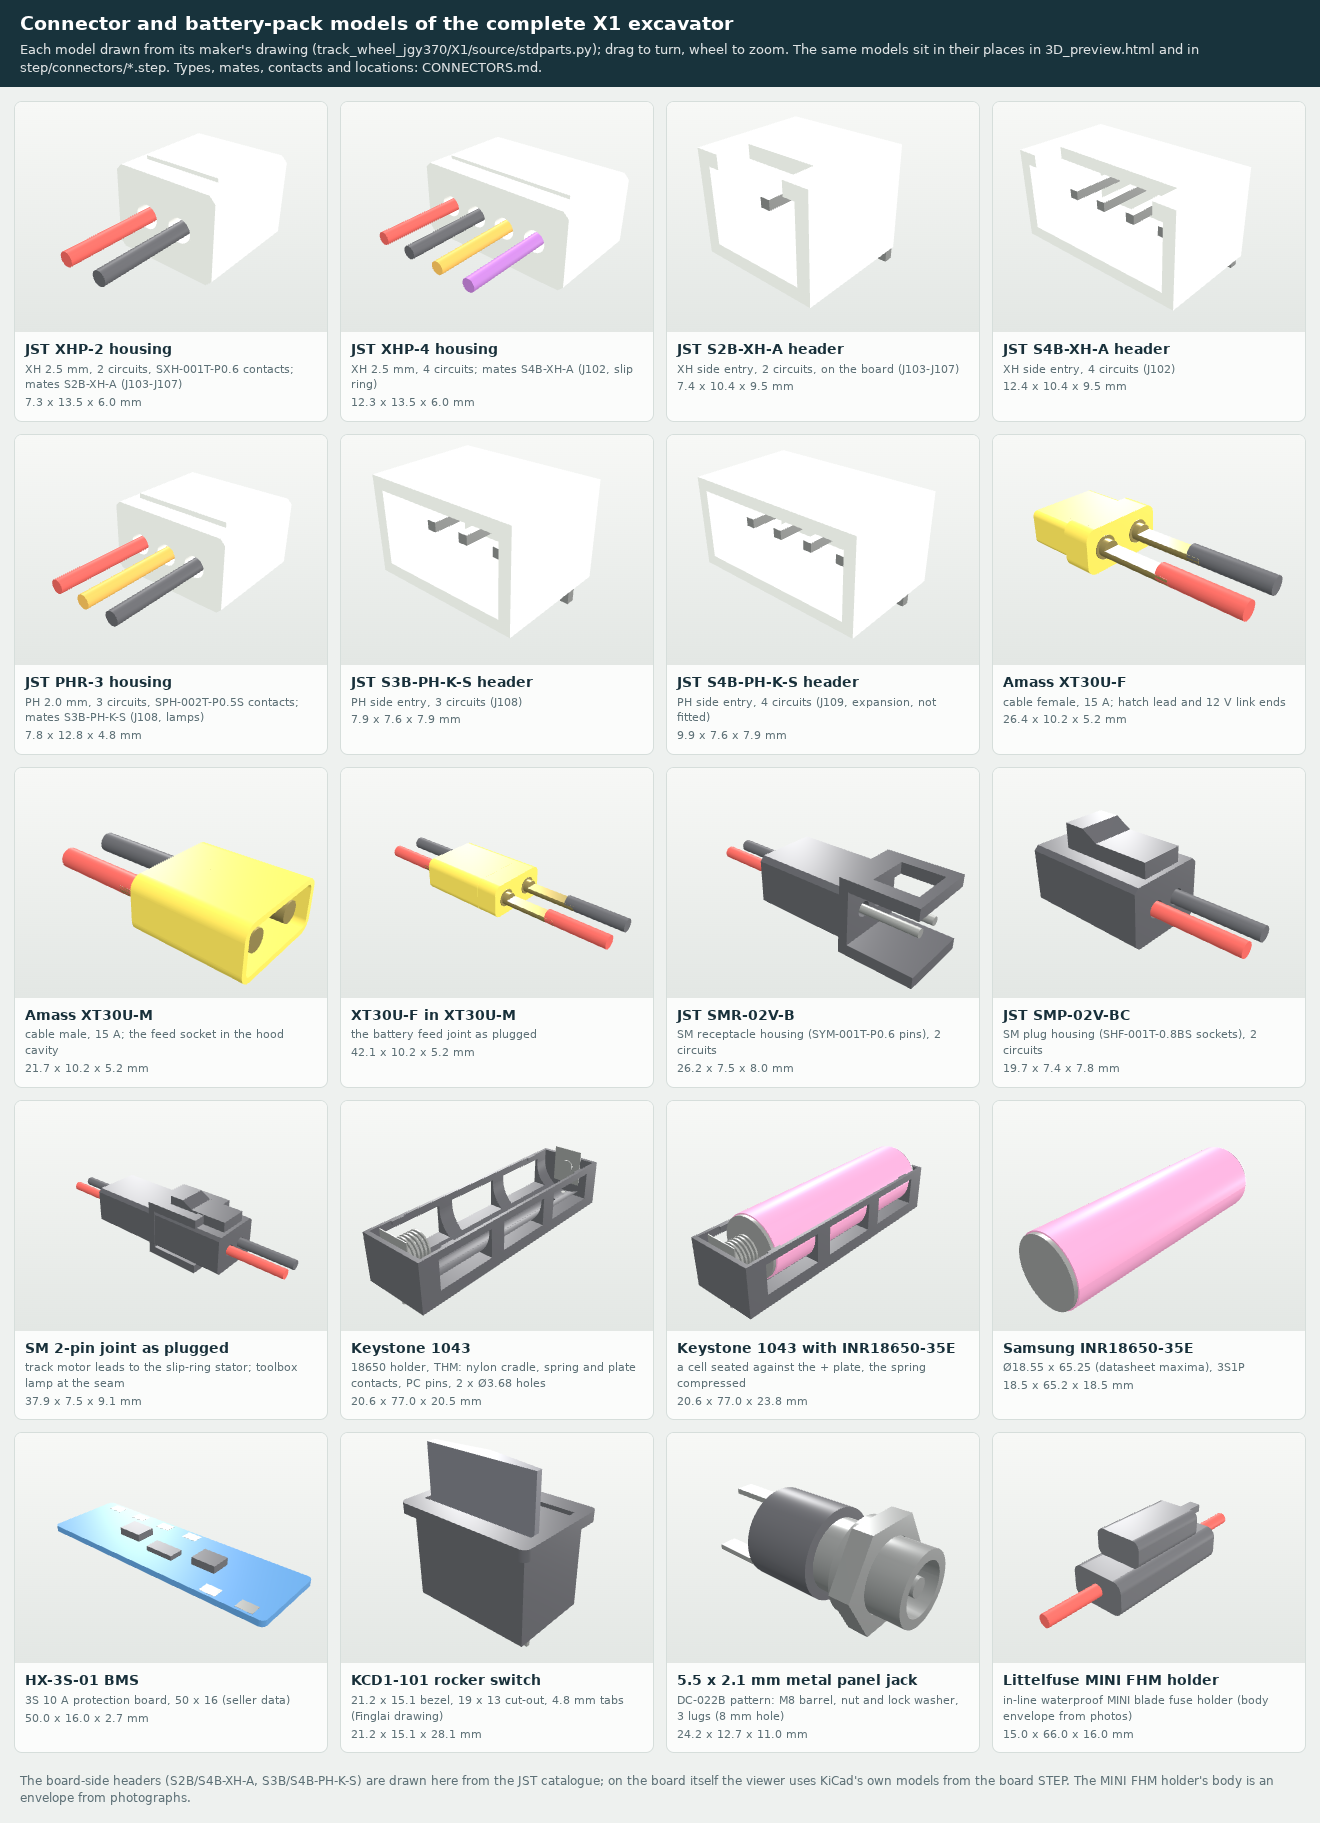 Connector and battery-pack models of the complete X1 excavator
Each model drawn from its maker's drawing (track_wheel_jgy370/X1/source/stdparts.py); drag to turn, wheel to zoom. The same models sit in their places in 3D_preview.html and in
step/connectors/*.step. Types, mates, contacts and locations: CONNECTORS.md.
JST XHP-2 housing
XH 2.5 mm, 2 circuits, SXH-001T-P0.6 contacts;
mates S2B-XH-A (J103-J107)
7.3 x 13.5 x 6.0 mm
JST XHP-4 housing
XH 2.5 mm, 4 circuits; mates S4B-XH-A (J102, slip
ring)
12.3 x 13.5 x 6.0 mm
JST S2B-XH-A header
XH side entry, 2 circuits, on the board (J103-J107)
7.4 x 10.4 x 9.5 mm
JST S4B-XH-A header
XH side entry, 4 circuits (J102)
12.4 x 10.4 x 9.5 mm
JST PHR-3 housing
PH 2.0 mm, 3 circuits, SPH-002T-P0.5S contacts;
mates S3B-PH-K-S (J108, lamps)
7.8 x 12.8 x 4.8 mm
JST S3B-PH-K-S header
PH side entry, 3 circuits (J108)
7.9 x 7.6 x 7.9 mm
JST S4B-PH-K-S header
PH side entry, 4 circuits (J109, expansion, not
fitted)
9.9 x 7.6 x 7.9 mm
Amass XT30U-F
cable female, 15 A; hatch lead and 12 V link ends
26.4 x 10.2 x 5.2 mm
Amass XT30U-M
cable male, 15 A; the feed socket in the hood
cavity
21.7 x 10.2 x 5.2 mm
XT30U-F in XT30U-M
the battery feed joint as plugged
42.1 x 10.2 x 5.2 mm
JST SMR-02V-B
SM receptacle housing (SYM-001T-P0.6 pins), 2
circuits
26.2 x 7.5 x 8.0 mm
JST SMP-02V-BC
SM plug housing (SHF-001T-0.8BS sockets), 2
circuits
19.7 x 7.4 x 7.8 mm
SM 2-pin joint as plugged
track motor leads to the slip-ring stator; toolbox
lamp at the seam
37.9 x 7.5 x 9.1 mm
Keystone 1043
18650 holder, THM: nylon cradle, spring and plate
contacts, PC pins, 2 x Ø3.68 holes
20.6 x 77.0 x 20.5 mm
Keystone 1043 with INR18650-35E
a cell seated against the + plate, the spring
compressed
20.6 x 77.0 x 23.8 mm
Samsung INR18650-35E
Ø18.55 x 65.25 (datasheet maxima), 3S1P
18.5 x 65.2 x 18.5 mm
HX-3S-01 BMS
3S 10 A protection board, 50 x 16 (seller data)
50.0 x 16.0 x 2.7 mm
KCD1-101 rocker switch
21.2 x 15.1 bezel, 19 x 13 cut-out, 4.8 mm tabs
(Finglai drawing)
21.2 x 15.1 x 28.1 mm
5.5 x 2.1 mm metal panel jack
DC-022B pattern: M8 barrel, nut and lock washer,
3 lugs (8 mm hole)
24.2 x 12.7 x 11.0 mm
Littelfuse MINI FHM holder
in-line waterproof MINI blade fuse holder (body
envelope from photos)
15.0 x 66.0 x 16.0 mm
The board-side headers (S2B/S4B-XH-A, S3B/S4B-PH-K-S) are drawn here from the JST catalogue; on the board itself the viewer uses KiCad's own models from the board STEP. The MINI FHM holder's body is an
envelope from photographs.